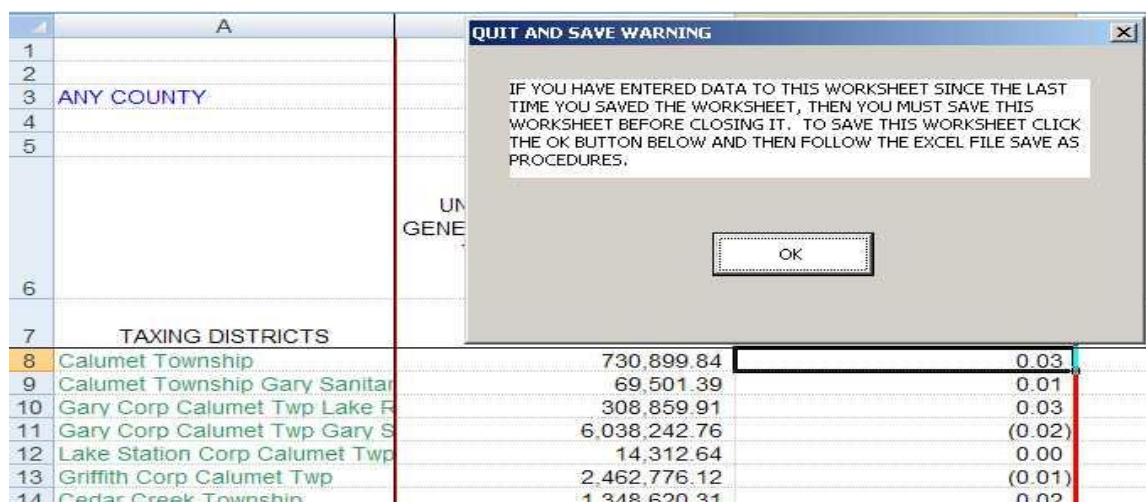 A
QUIT AND SAVE WARNING
1
2
3 ANY COUNTY
4
5
IF YOU HAVE ENTERED DATA TO THIS WORKSHEET SINCE THE LAST
TIME YOU SAVED THE WORKSHEET, THEN YOU MUST SAVE THIS
WORKSHEET BEFORE CLOSING IT. TO SAVE THIS WORKSHEET CLICK
THE OK BUTTON BELOW AND THEN FOLLOW THE EXCEL FILE SAVE AS
PROCEDURES.
UN
GENE
OK
6
7 TAXING DISTRICTS
8 Calumet Township 730,899.84 0.03
9 Calumet Township Gary Sanitar 69,501.39 0.01
10 Gary Corp Calumet Twp Lake R 308,859.91 0.03
11 Gary Corp Calumet Twp Gary S 6,038,242.76 (0.02)
12 Lake Station Corp Calumet Twp 14,312.64 0.00
13 Griffith Corp Calumet Twp 2,462,776.12 (0.01)
14 Cedar Creek Township 1,348,620.31 0.02